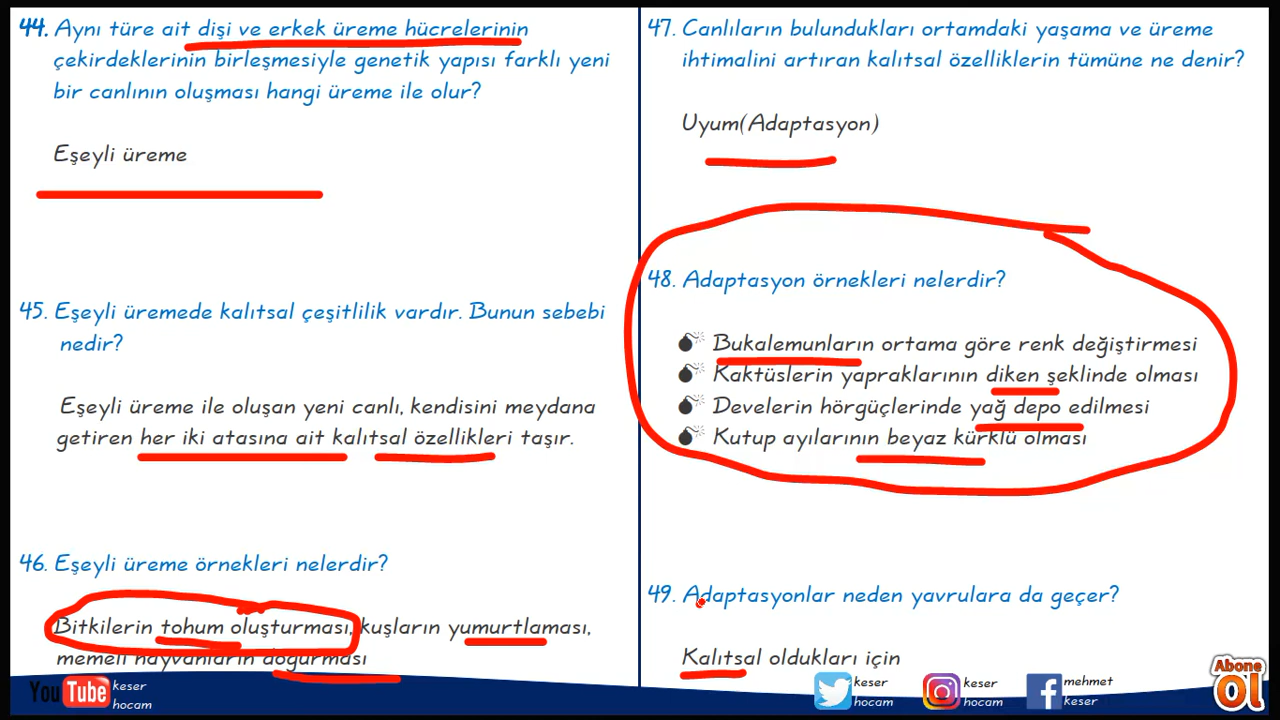 44. Aynı türe ait dişi ve erkek üreme hücrelerinin
çekirdeklerinin birleşmesiyle genetik yapısı farklı yeni
bir canlının oluşması hangi üreme ile olur?
Eşeyli üreme
45. Eşeyli üremede kalıtsal çeşitlilik vardır. Bunun sebebi
nedir?
Eşeyli üreme ile oluşan yeni canlı, kendisini meydana
getiren her iki atasına ait kalıtsal özellikleri taşır.
46. Eşeyli üreme örnekleri nelerdir?
Bitkilerin tohum oluşturması, kuşların yumurtlaması,
memeli hayvanların doğurması
47. Canlıların bulundukları ortamdaki yaşama ve üreme
ihtimalini artıran kalıtsal özelliklerin tümüne ne denir?
Uyum(Adaptasyon)
48. Adaptasyon örnekleri nelerdir?
Bukalemunların ortama göre renk değiştirmesi
Kaktüslerin yapraklarının diken şeklinde olması
Develerin hörgüçlerinde yağ depo edilmesi
Kutup ayılarının beyaz kürklü olması
49. Adaptasyonlar neden yavrulara da geçer?
Kalıtsal oldukları için
YouTube keser
hocam
keser
hocam
keser
hocam
mehmet
keser
Abone
OL